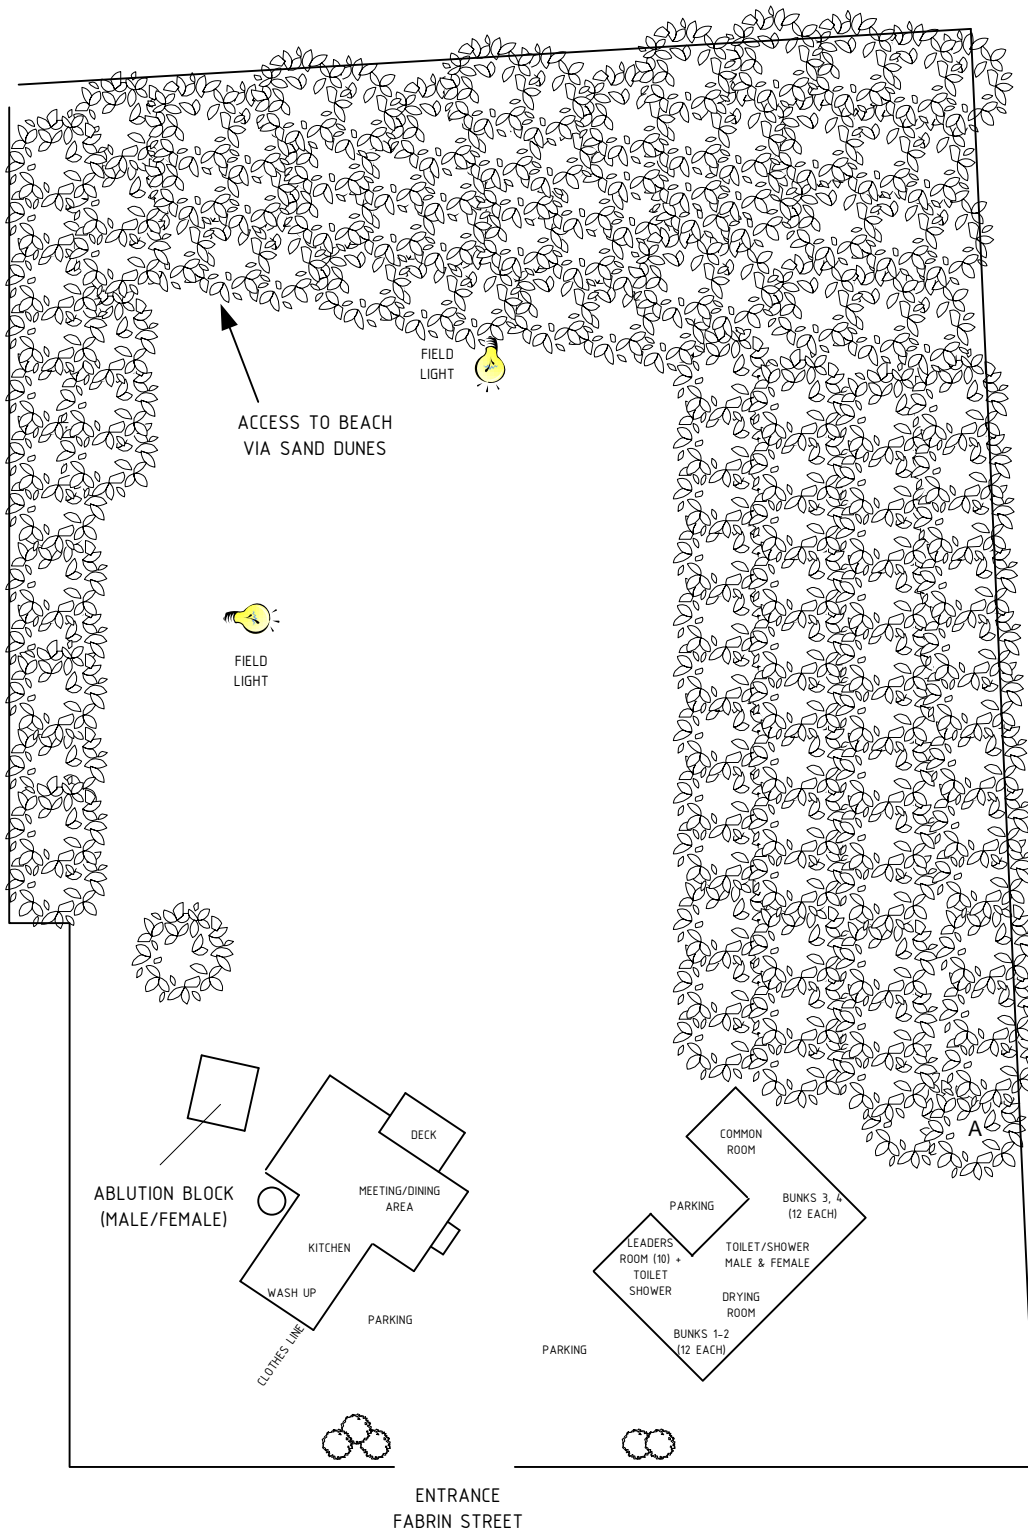 FIELD
LIGHT
ACCESS TO BEACH
VIA SAND DUNES
FIELD
LIGHT
A
DECK
COMMON
ROOM
ABLUTION BLOCK
(MALE/FEMALE)
MEETING/DINING
AREA
PARKING
BUNKS 3, 4
(12 EACH)
KITCHEN
LEADERS
ROOM (10) +
TOILET
SHOWER
TOILET/SHOWER
MALE & FEMALE
WASH UP
DRYING
ROOM
PARKING
CLOTHES LINE
PARKING
BUNKS 1-2
(12 EACH)
ENTRANCE
FABRIN STREET